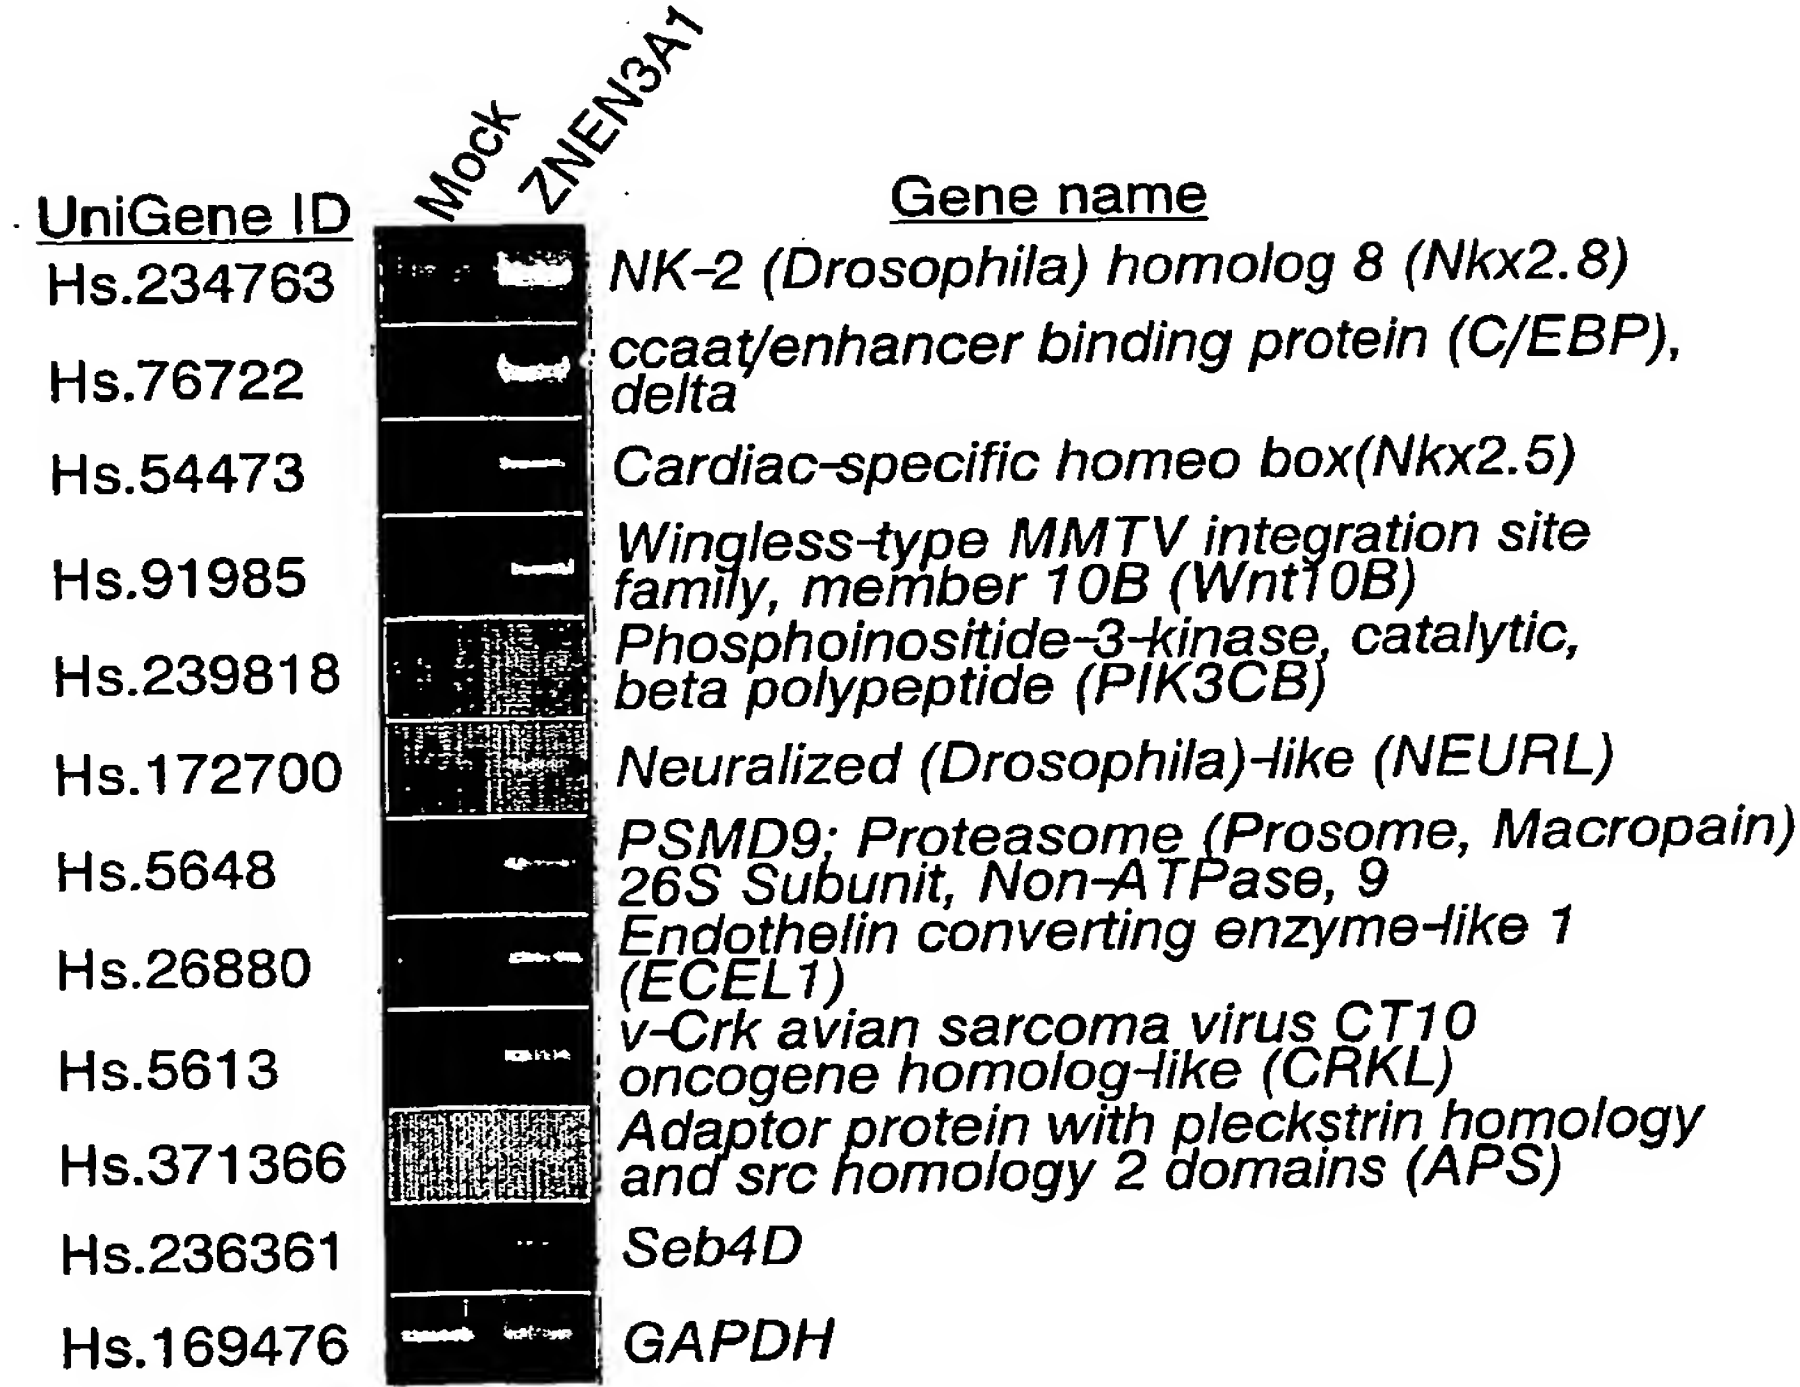 Mock
ZNEN3A1
UniGene ID
Gene name
Hs.234763
NK-2 (Drosophila) homolog 8 (Nkx2.8)
Hs.76722
ccaat/enhancer binding protein (C/EBP),
delta
Hs.54473
Cardiac-specific homeo box(Nkx2.5)
Hs.91985
Wingless-type MMTV integration site
family, member 10B (Wnt10B)
Hs.239818
Phosphoinositide-3-kinase, catalytic,
beta polypeptide (PIK3CB)
Hs.172700
Neuralized (Drosophila)-like (NEURL)
Hs.5648
PSMD9; Proteasome (Prosome, Macropain)
26S Subunit, Non-ATPase, 9
Hs.26880
Endothelin converting enzyme-like 1
(ECEL1)
Hs.5613
v-Crk avian sarcoma virus CT10
oncogene homolog-like (CRKL)
Hs.371366
Adaptor protein with pleckstrin homology
and src homology 2 domains (APS)
Hs.236361
Seb4D
Hs.169476
GAPDH